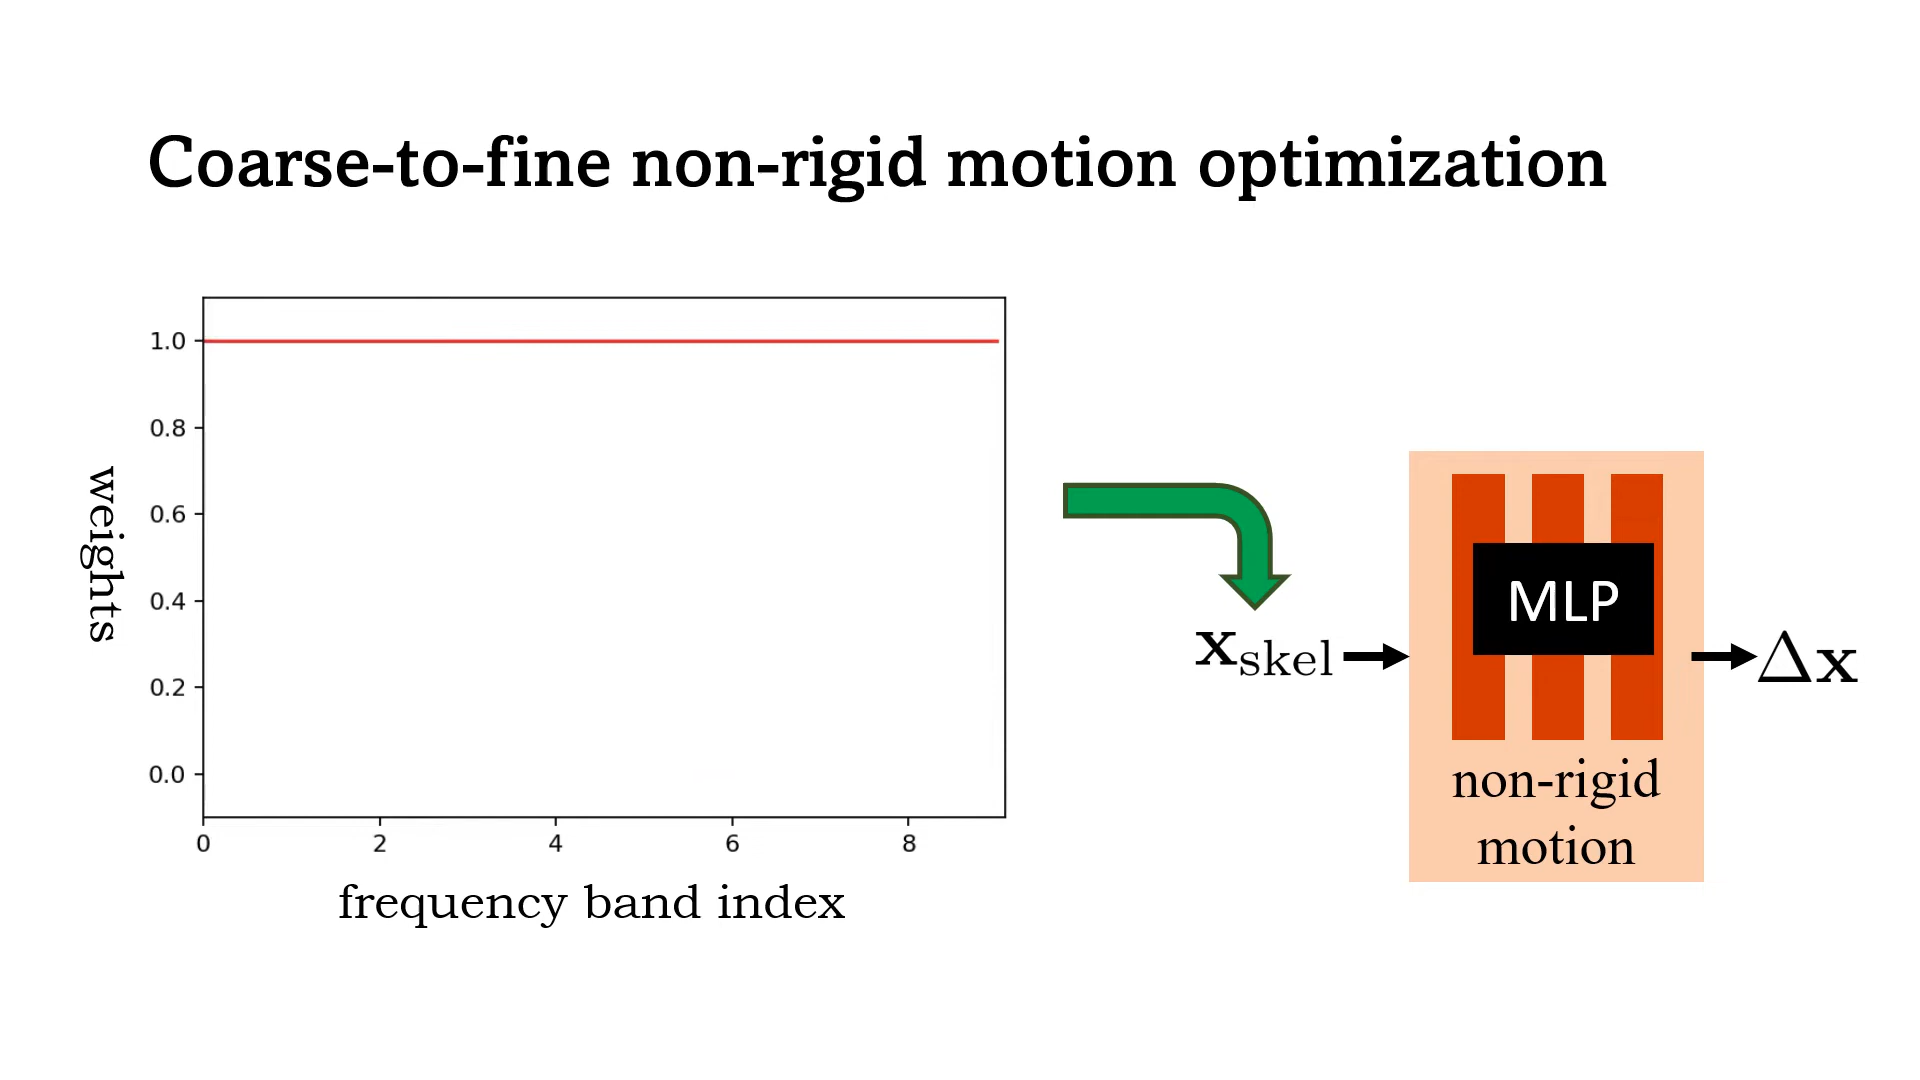 Coarse-to-fine non-rigid motion optimization
1.0
0.8
0.6
0.4
0.2
0.0
weights
0 2 4 6 8
frequency band index
x_skel
MLP
non-rigid
motion
Δx